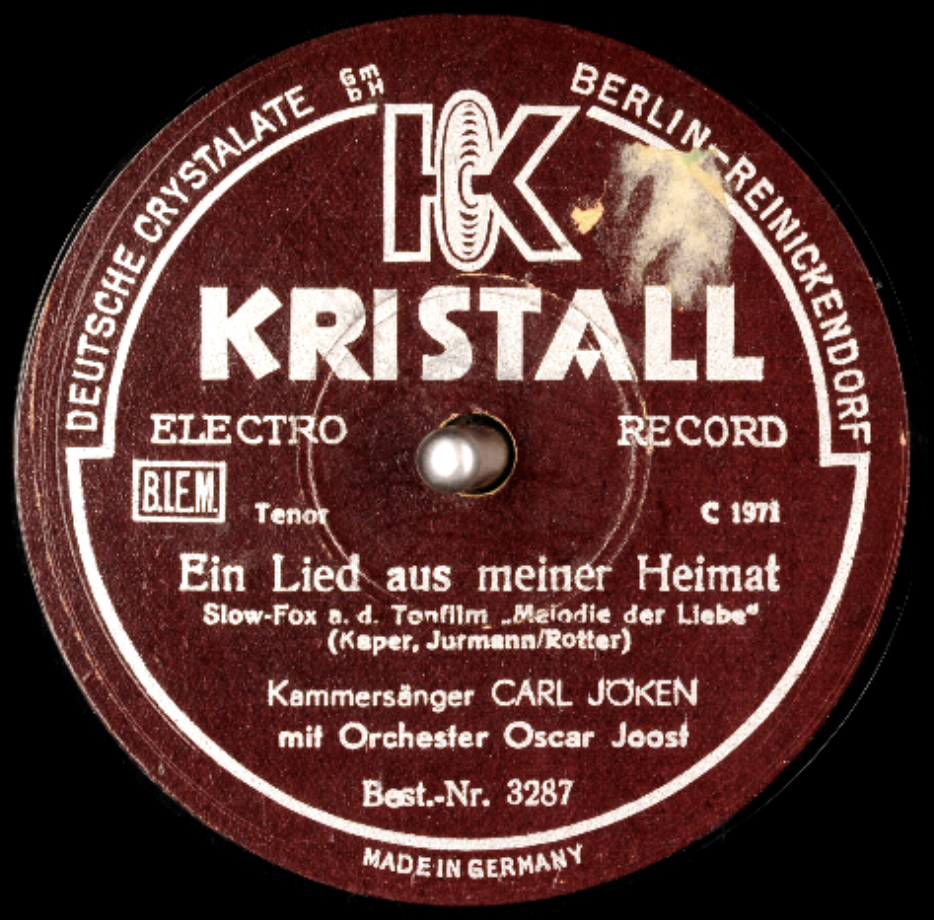 DEUTSCHE CRYSTALATE GmbH
BERLIN-REINICKENDORF
KRISTALL
ELECTRO RECORD
B.I.E.M.
Tenor C 1971
Ein Lied aus meiner Heimat
Slow-Fox a. d. Tonfilm „Melodie der Liebe"
(Kaper, Jurmann/Rotter)
Kammersänger CARL JÖKEN
mit Orchester Oscar Joost
Best.-Nr. 3287
MADE IN GERMANY